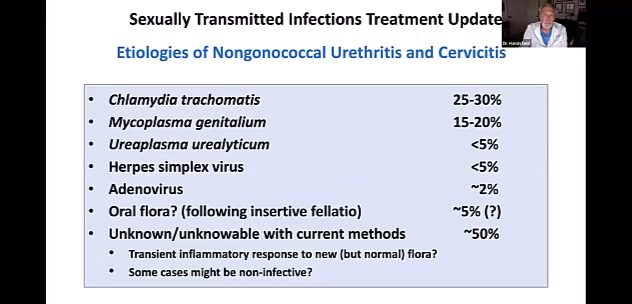 Sexually Transmitted Infections Treatment Update
Etiologies of Nongonococcal Urethritis and Cervicitis
• Chlamydia trachomatis 25-30%
• Mycoplasma genitalium 15-20%
• Ureaplasma urealyticum <5%
• Herpes simplex virus <5%
• Adenovirus ~2%
• Oral flora? (following insertive fellatio) ~5% (?)
• Unknown/unknowable with current methods ~50%
• Transient inflammatory response to new (but normal) flora?
• Some cases might be non-infective?